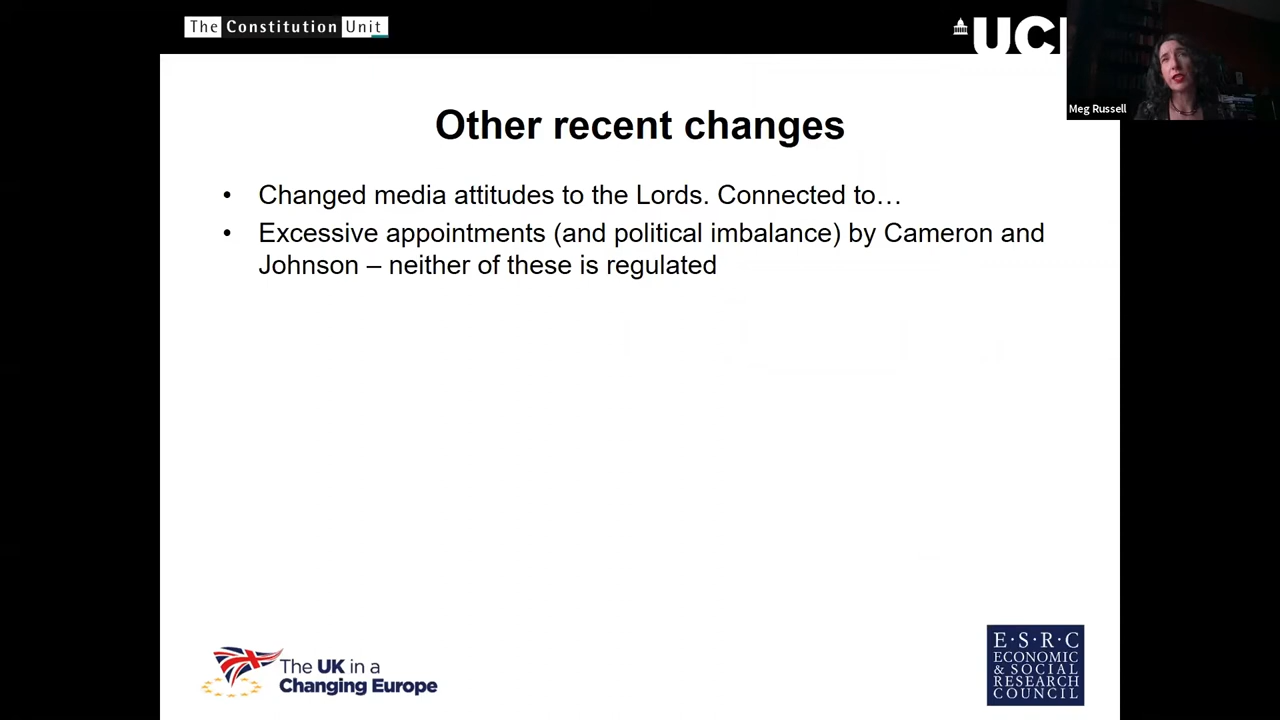 The Constitution Unit
UC
Meg Russell
Other recent changes
• Changed media attitudes to the Lords. Connected to…
• Excessive appointments (and political imbalance) by Cameron and
Johnson – neither of these is regulated
The UK in a
Changing Europe
E·S·R·C
ECONOMIC
& SOCIAL
RESEARCH
COUNCIL